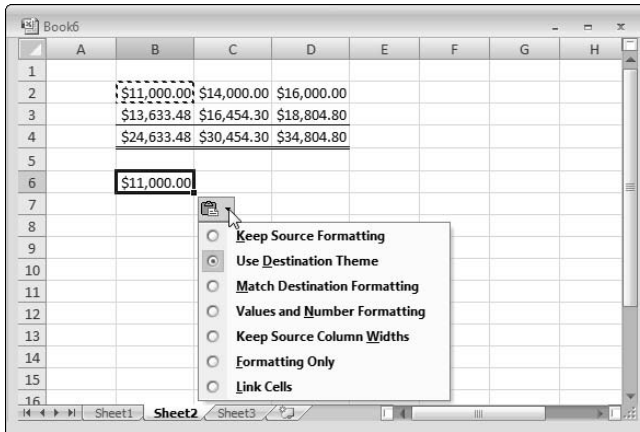 Book6
A B C D E F G H
1
2 $11,000.00 $14,000.00 $16,000.00
3 $13,633.48 $16,454.30 $18,804.80
4 $24,633.48 $30,454.30 $34,804.80
5
6 $11,000.00
7
8 Keep Source Formatting
9 Use Destination Theme
10
11 Match Destination Formatting
12 Values and Number Formatting
13 Keep Source Column Widths
14 Formatting Only
15 Link Cells
16
Sheet1 Sheet2 Sheet3